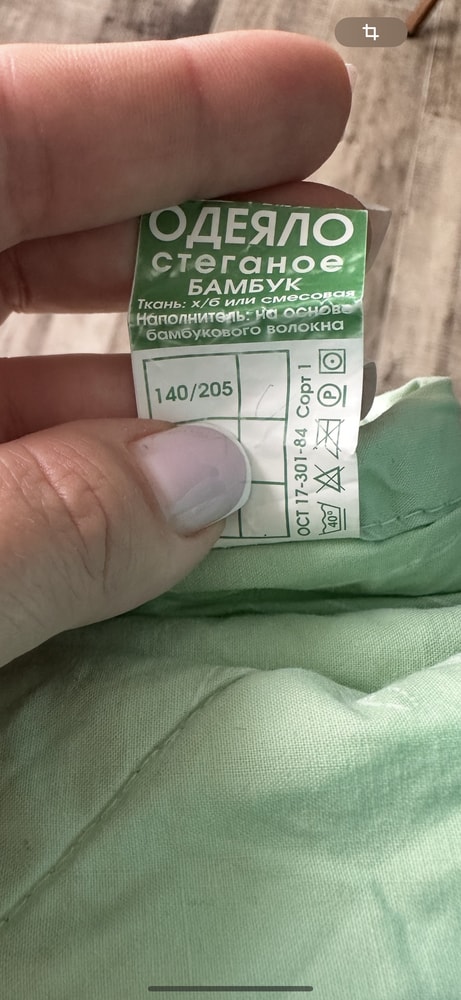 ОДЕЯЛО
стеганое
БАМБУК
Ткань: х/б или смесовая
Наполнитель: на основе
бамбукового волокна
140/205
ОСТ 17-301-84 Сорт 1
40°
P